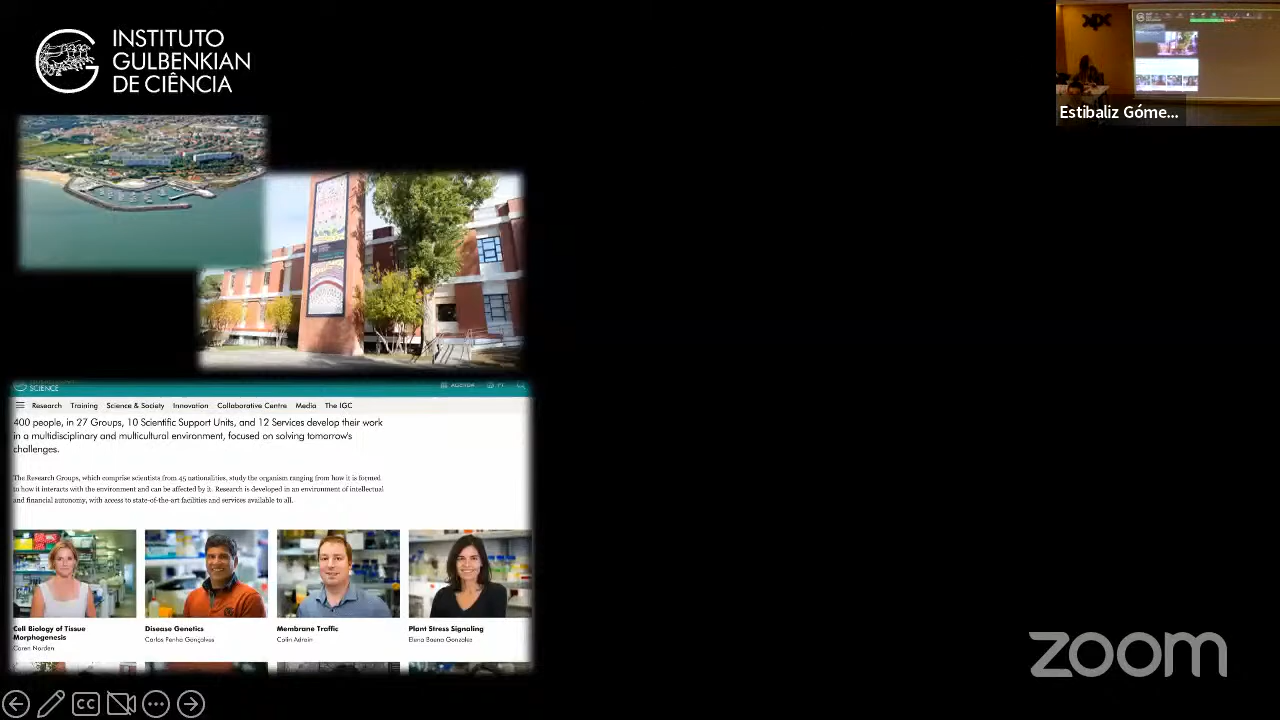 INSTITUTO
GULBENKIAN
DE CIÊNCIA
Estibaliz Góme...
SCIENCE
AGENDA
PT
Research Training Science & Society Innovation Collaborative Centre Media The IGC
400 people, in 27 Groups, 10 Scientific Support Units, and 12 Services develop their work
in a multidisciplinary and multicultural environment, focused on solving tomorrow's
challenges.
The Research Groups, which comprise scientists from 45 nationalities, study the organism ranging from how it is formed
to how it interacts with the environment and can be affected by it. Research is developed in an environment of intellectual
and financial autonomy, with access to state-of-the-art facilities and services available to all.
Cell Biology of Tissue
Morphogenesis
Caren Norden
Disease Genetics
Carlos Penha Gonçalves
Membrane Traffic
Colin Adrain
Plant Stress Signaling
Elena Baena Gonzalez
CC
zoom